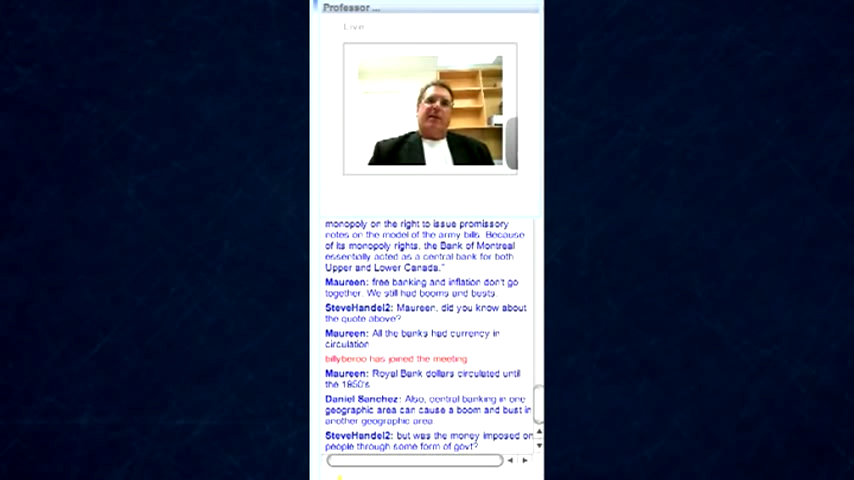 Professor ...
Live
monopoly on the right to issue promissory
notes on the model of the army bills. Because
of its monopoly rights, the Bank of Montreal
essentially acted as a central bank for both
Upper and Lower Canada."
Maureen: free banking and inflation don't go
together. We still had booms and busts.
SteveHandel2: Maureen, did you know about
the quote above?
Maureen: All the banks had currency in
circulation
billyberoo has joined the meeting
Maureen: Royal Bank dollars circulated until
the 1950's
Daniel Sanchez: Also, central banking in one
geographic area can cause a boom and bust in
another geographic area.
SteveHandel2: but was the money imposed on
people through some form of govt?